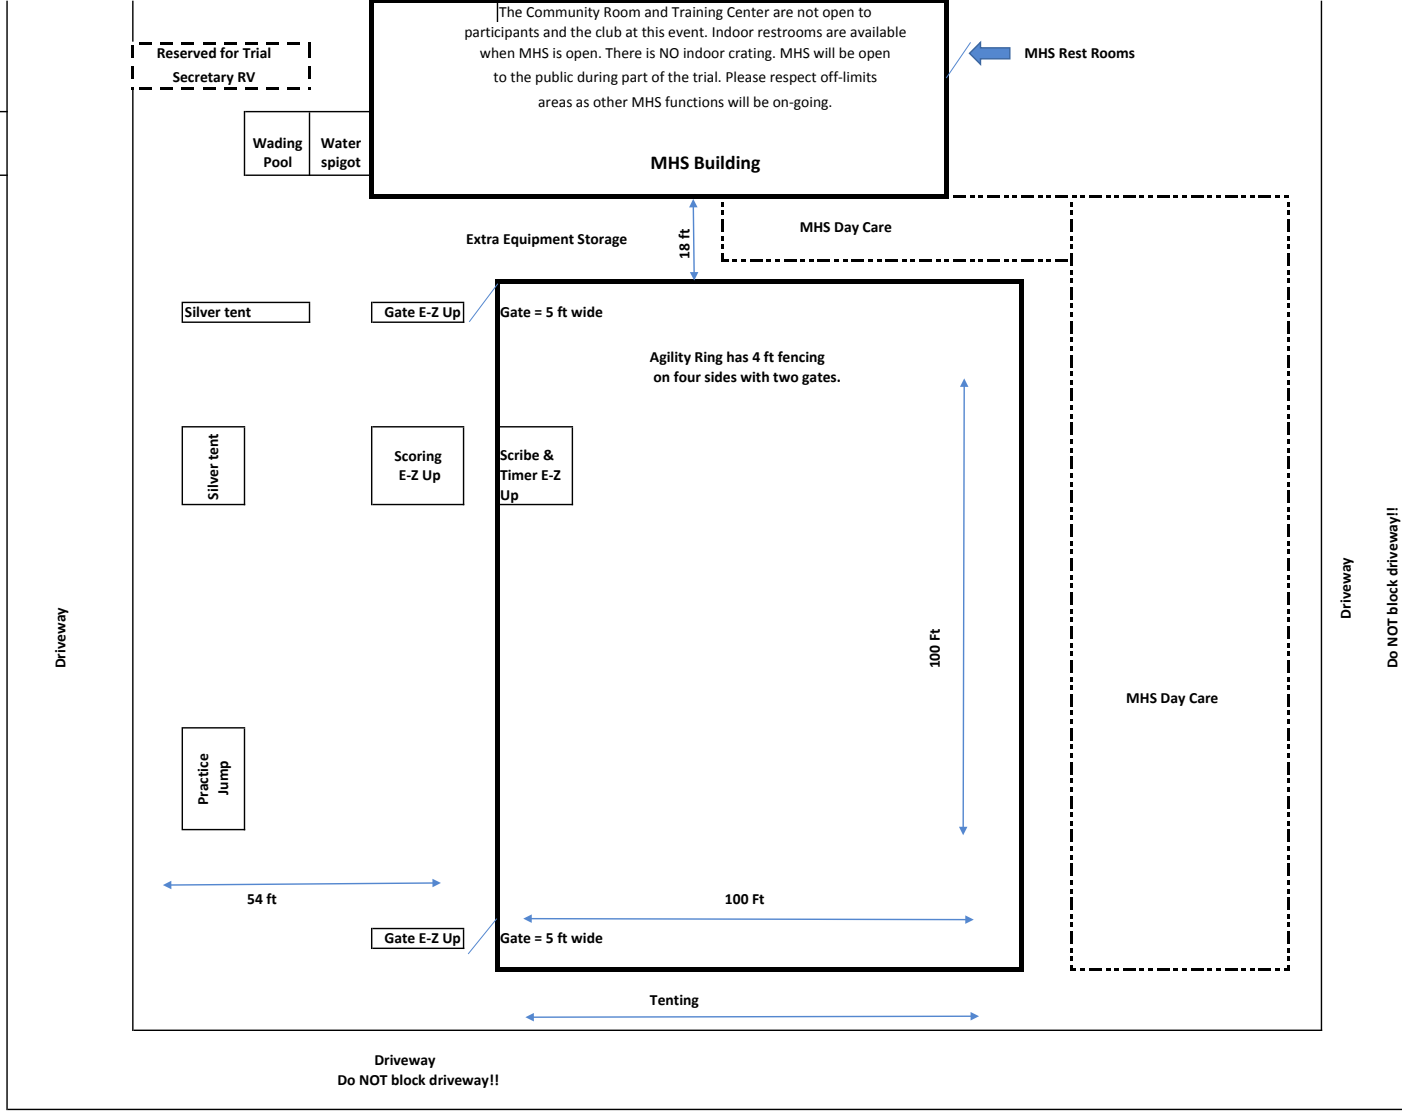 The Community Room and Training Center are not open to
participants and the club at this event. Indoor restrooms are available
when MHS is open. There is NO indoor crating. MHS will be open
to the public during part of the trial. Please respect off-limits
areas as other MHS functions will be on-going.
Reserved for Trial
Secretary RV
MHS Rest Rooms
Wading
Pool
Water
spigot
MHS Building
MHS Day Care
Extra Equipment Storage
18 ft
Silver tent
Gate E-Z Up
Gate = 5 ft wide
Agility Ring has 4 ft fencing
on four sides with two gates.
Silver tent
Scoring
E-Z Up
Scribe &
Timer E-Z
Up
Driveway
100 Ft
Driveway
Do NOT block driveway!!
MHS Day Care
Practice
Jump
54 ft
100 Ft
Gate E-Z Up
Gate = 5 ft wide
Tenting
Driveway
Do NOT block driveway!!